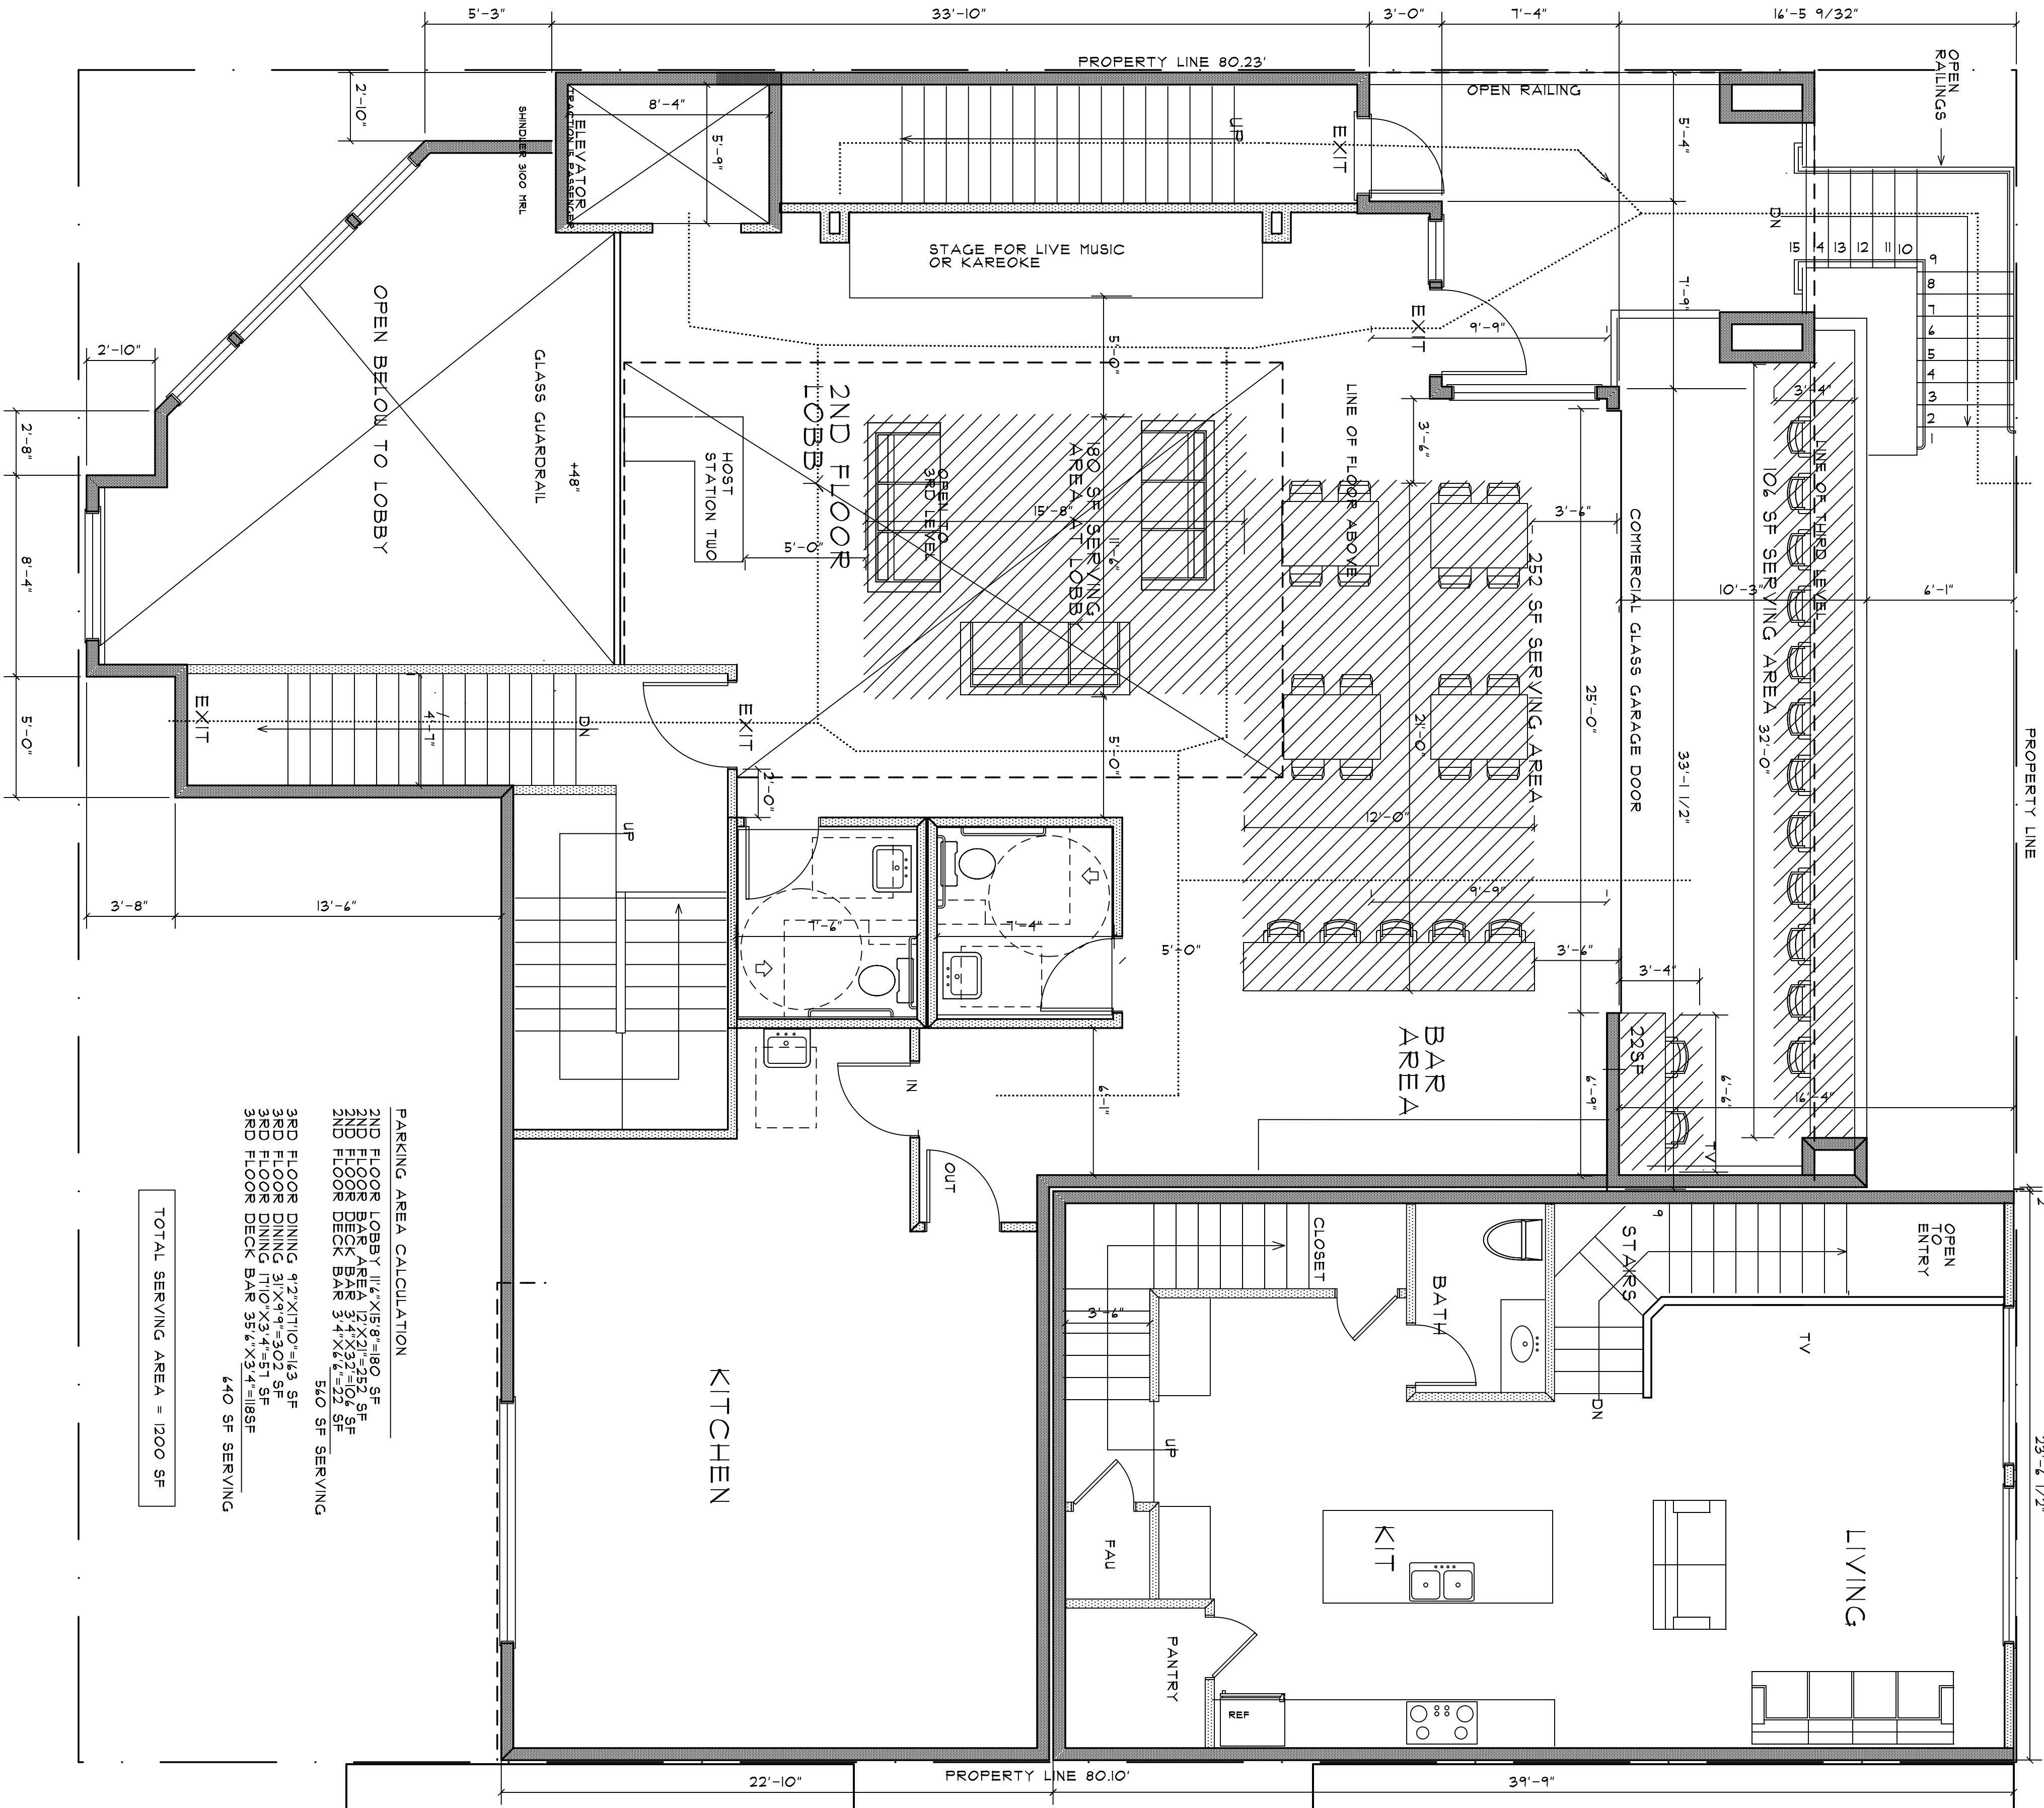 5'-3"
33'-10"
3'-0"
7'-4"
16'-5 9/32"
PROPERTY LINE 80.23'
OPEN RAILING
OPEN
RAILINGS
2'-10"
SHINDLER 3100 MRL
TRACTION 15 PASSENGER
ELEVATOR
8'-4"
5'-9"
UP
EXIT
5'-4"
DN
15
14
13
12
11
10
9
8
7
6
5
4
3
2
1
STAGE FOR LIVE MUSIC
OR KAREOKE
7'-9"
EXIT
9'-9"
5'-0"
OPEN BELOW TO LOBBY
GLASS GUARDRAIL
+48"
2'-10"
2'-8"
8'-4"
5'-0"
HOST
STATION TWO
5'-0"
2ND FLOOR
LOBBY
OPEN TO
3RD LEVEL
15'-8"
11'-6"
180 SF SERVING
AREA AT LOBBY
LINE OF FLOOR ABOVE
3'-6"
3'-6"
252 SF SERVING AREA
21'-0"
12'-0"
COMMERCIAL GLASS GARAGE DOOR
25'-0"
33'-1 1/2"
3'-4"
LINE OF THIRD LEVEL
106 SF SERVING AREA
32'-0"
10'-3"
6'-1"
PROPERTY LINE
EXIT
DN
4'-7"
EXIT
2'-0"
5'-0"
UP
3'-8"
13'-6"
7'-6"
7'-4"
5'-0"
9'-9"
3'-6"
3'-4"
BAR
AREA
22SF
6'-6"
6'-9"
16'-4"
TV
6'-1"
IN
OUT
KITCHEN
PARKING AREA CALCULATION
2ND FLOOR LOBBY 11'6"X15'8"=180 SF
2ND FLOOR BAR AREA 12'X21'=252 SF
2ND FLOOR DECK BAR 3'4"X32'=106 SF
2ND FLOOR DECK BAR 3'4"X6'6"=22 SF
560 SF SERVING
3RD FLOOR DINING 9'2"X17'10"=163 SF
3RD FLOOR DINING 31'X9'9"=302 SF
3RD FLOOR DINING 17'10"X3'4"=57 SF
3RD FLOOR DECK BAR 35'6"X3'4"=118SF
640 SF SERVING
TOTAL SERVING AREA = 1200 SF
CLOSET
BATH
STAIRS
9
OPEN
TO
ENTRY
3'-6"
TV
DN
UP
FAU
KIT
LIVING
PANTRY
REF
23'-6 1/2"
22'-10"
PROPERTY LINE 80.10'
39'-9"